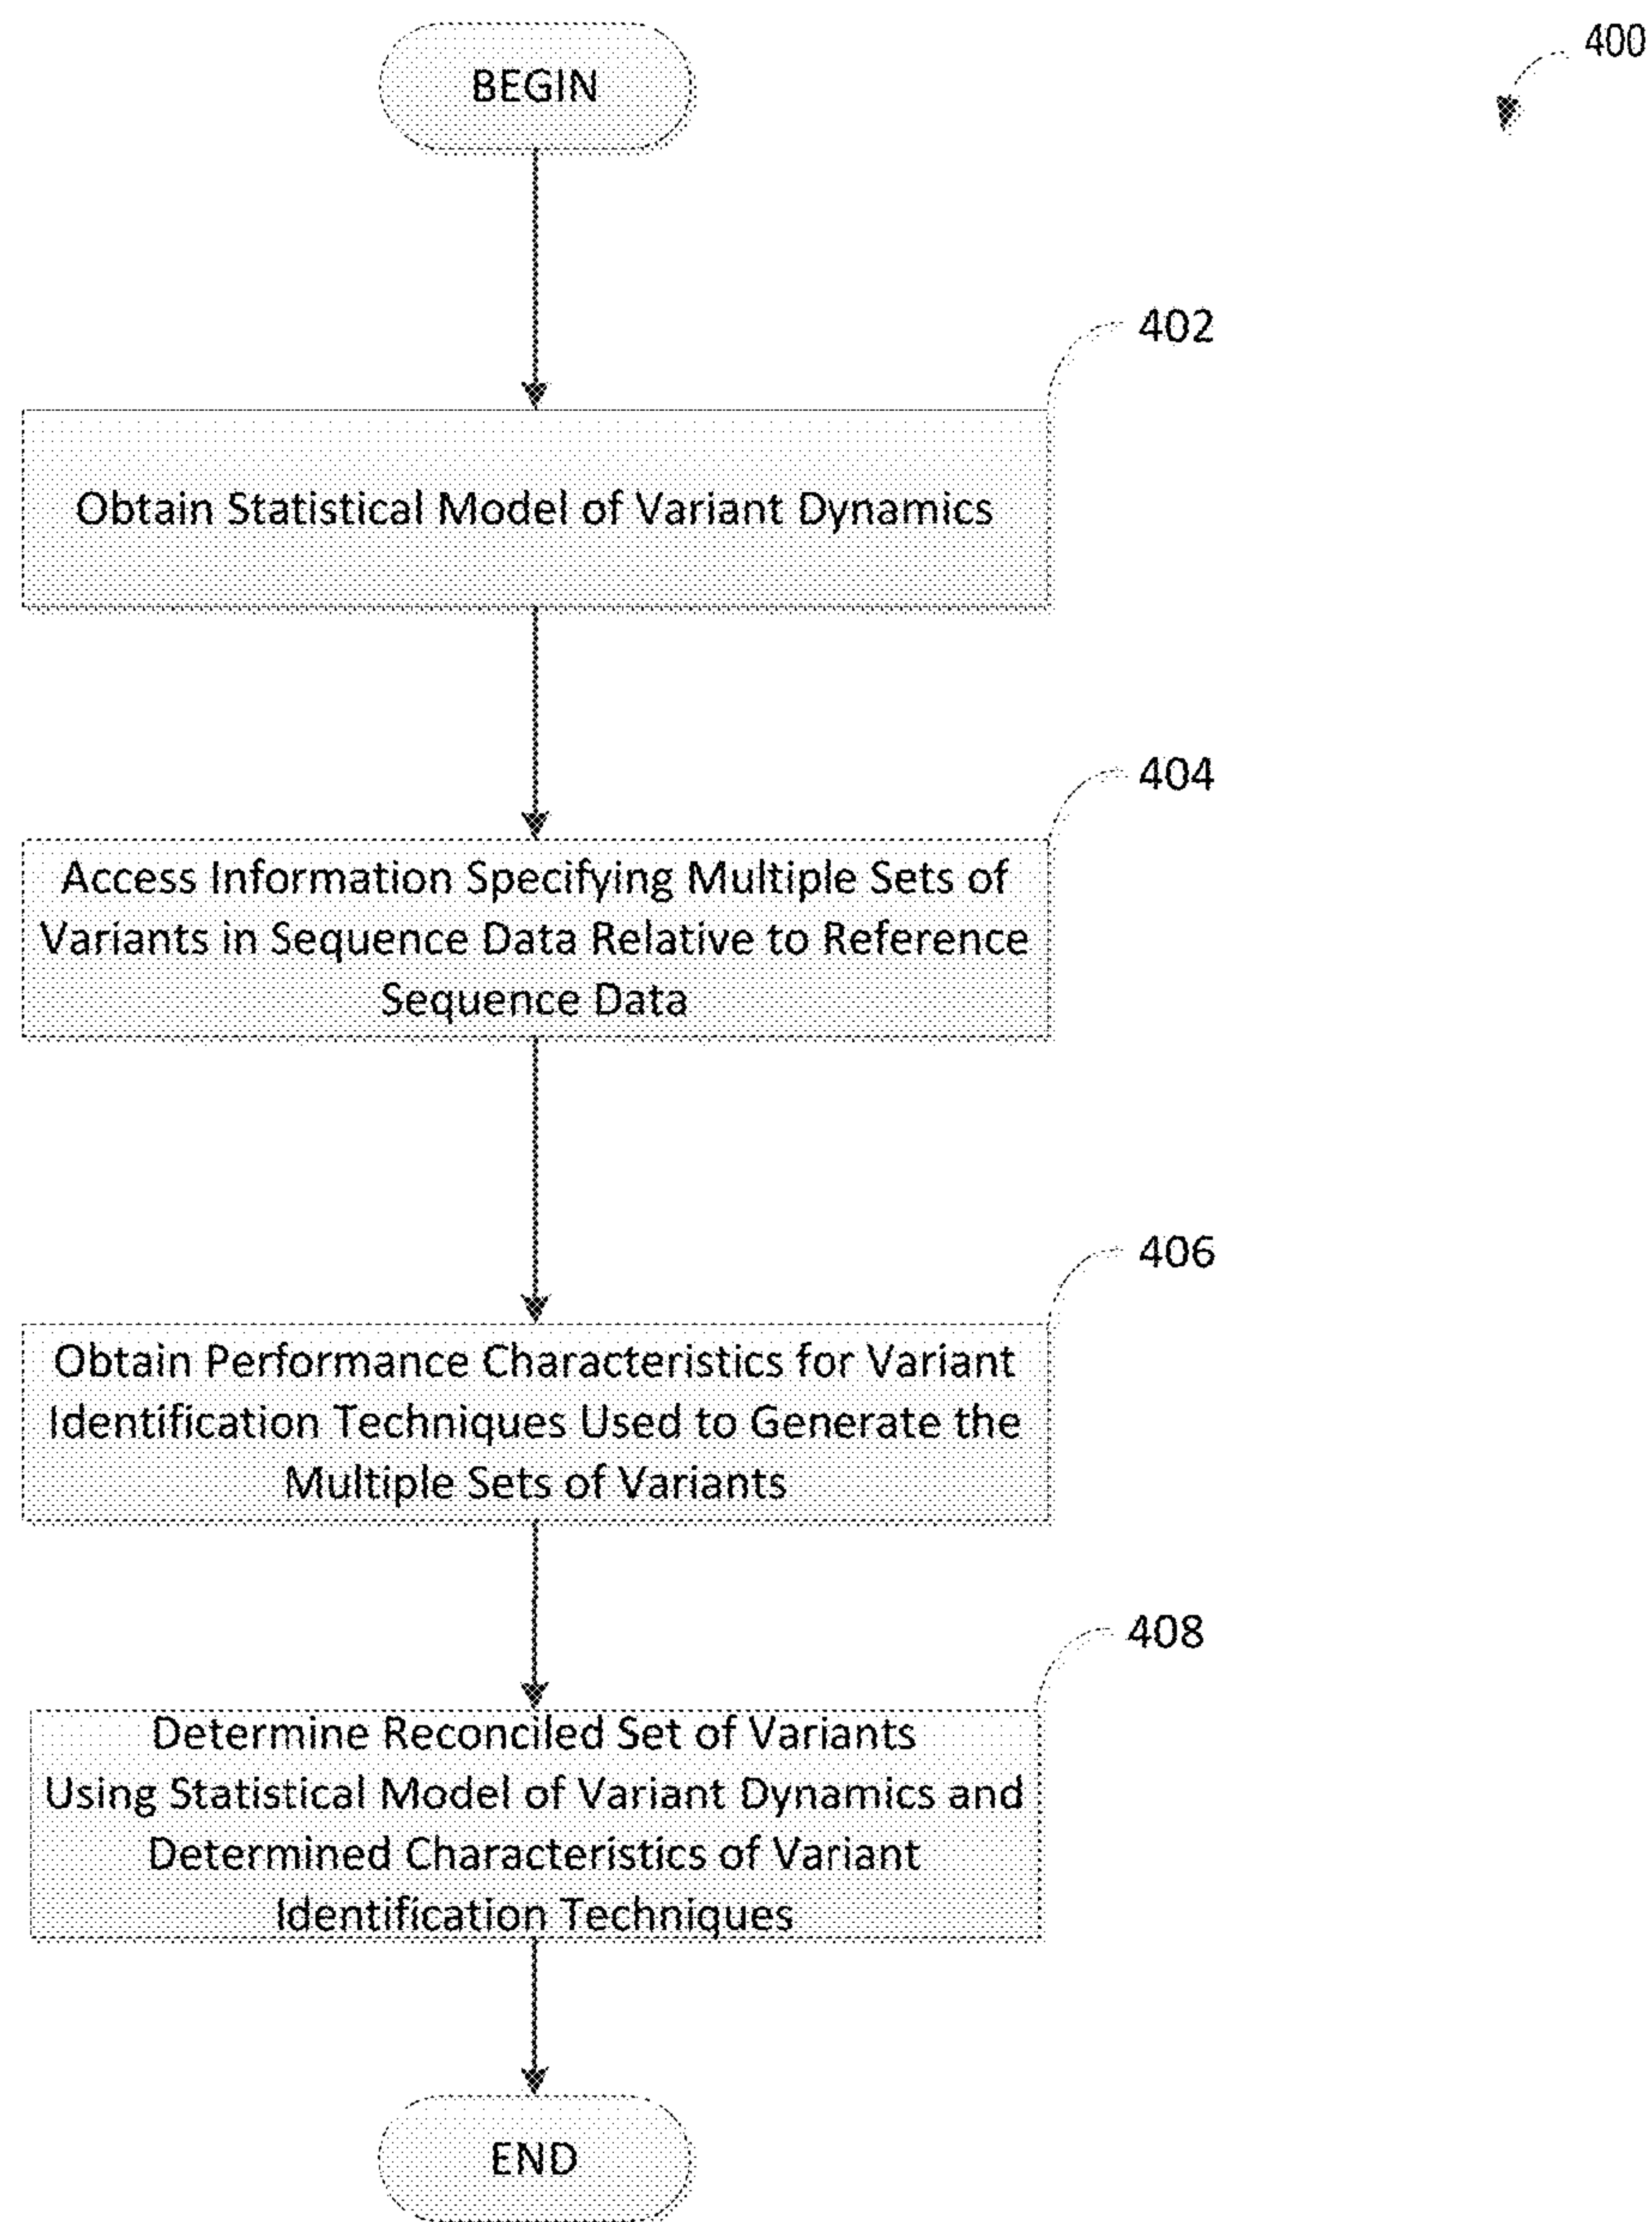 400
BEGIN
402
Obtain Statistical Model of Variant Dynamics
404
Access Information Specifying Multiple Sets of
Variants in Sequence Data Relative to Reference
Sequence Data
406
Obtain Performance Characteristics for Variant
Identification Techniques Used to Generate the
Multiple Sets of Variants
408
Determine Reconciled Set of Variants
Using Statistical Model of Variant Dynamics and
Determined Characteristics of Variant
Identification Techniques
END